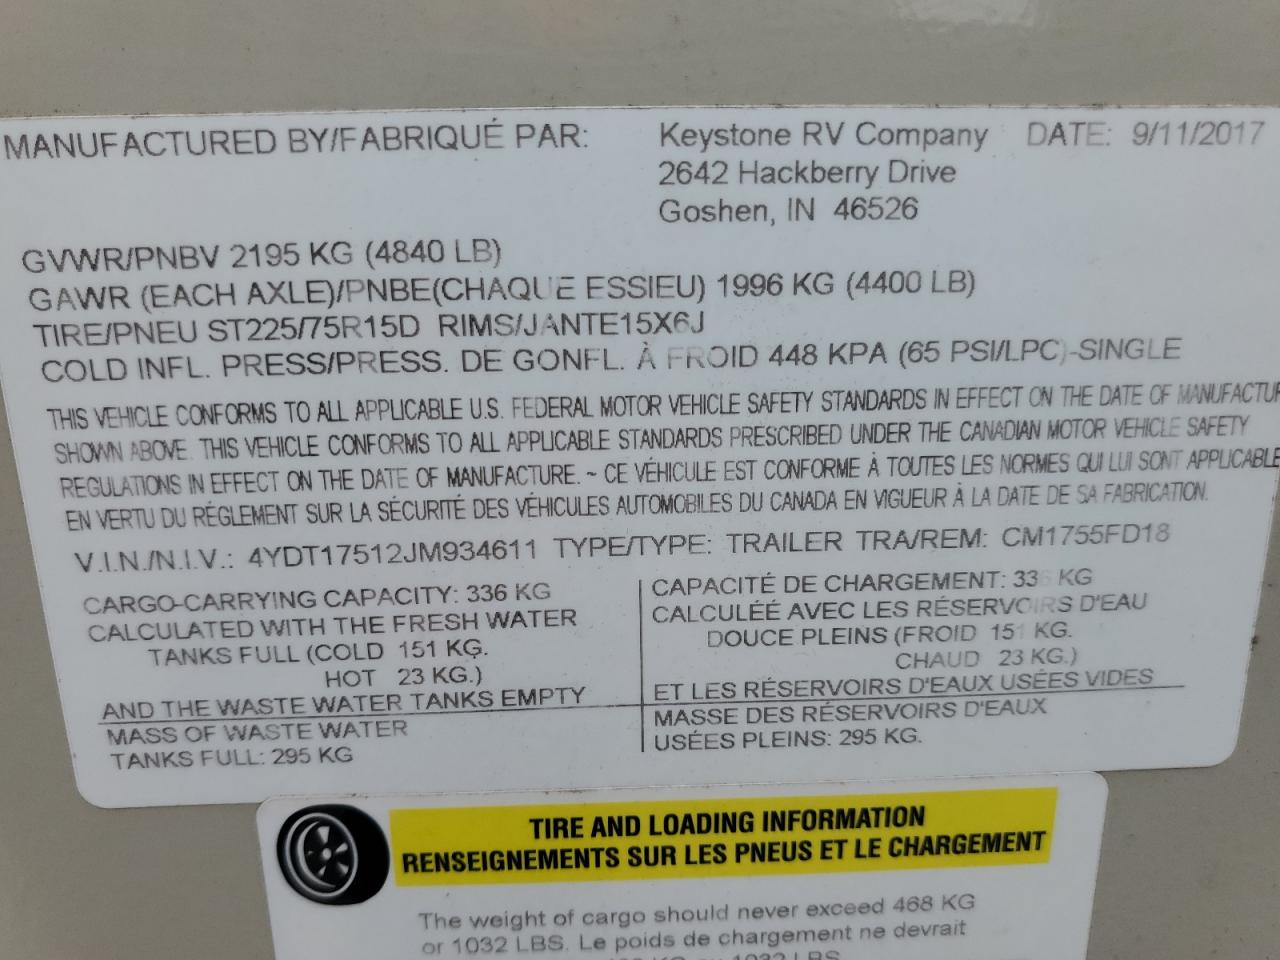 MANUFACTURED BY/FABRIQUÉ PAR: Keystone RV Company DATE: 9/11/2017
2642 Hackberry Drive
Goshen, IN 46526
GVWR/PNBV 2195 KG (4840 LB)
GAWR (EACH AXLE)/PNBE(CHAQUE ESSIEU) 1996 KG (4400 LB)
TIRE/PNEU ST225/75R15D RIMS/JANTE15X6J
COLD INFL. PRESS/PRESS. DE GONFL. À FROID 448 KPA (65 PSI/LPC)-SINGLE
THIS VEHICLE CONFORMS TO ALL APPLICABLE U.S. FEDERAL MOTOR VEHICLE SAFETY STANDARDS IN EFFECT ON THE DATE OF MANUFACTUR
SHOWN ABOVE. THIS VEHICLE CONFORMS TO ALL APPLICABLE STANDARDS PRESCRIBED UNDER THE CANADIAN MOTOR VEHICLE SAFETY
REGULATIONS IN EFFECT ON THE DATE OF MANUFACTURE. ~ CE VÉHICULE EST CONFORME À TOUTES LES NORMES QUI LUI SONT APPLICABLE
EN VERTU DU RÉGLEMENT SUR LA SÉCURITÉ DES VÉHICULES AUTOMOBILES DU CANADA EN VIGUEUR À LA DATE DE SA FABRICATION.
V.I.N./N.I.V.: 4YDT17512JM934611 TYPE/TYPE: TRAILER TRA/REM: CM1755FD18
CARGO-CARRYING CAPACITY: 336 KG
CALCULATED WITH THE FRESH WATER
TANKS FULL (COLD 151 KG.
HOT 23 KG.)
AND THE WASTE WATER TANKS EMPTY
MASS OF WASTE WATER
TANKS FULL: 295 KG
CAPACITÉ DE CHARGEMENT: 336 KG
CALCULÉÉ AVEC LES RÉSERVOIRS D'EAU
DOUCE PLEINS (FROID 151 KG.
CHAUD 23 KG.)
ET LES RÉSERVOIRS D'EAUX USÉES VIDES
MASSE DES RÉSERVOIRS D'EAUX
USÉES PLEINS: 295 KG.
TIRE AND LOADING INFORMATION
RENSEIGNEMENTS SUR LES PNEUS ET LE CHARGEMENT
The weight of cargo should never exceed 468 KG
or 1032 LBS. Le poids de chargement ne devrait
1032 LBS